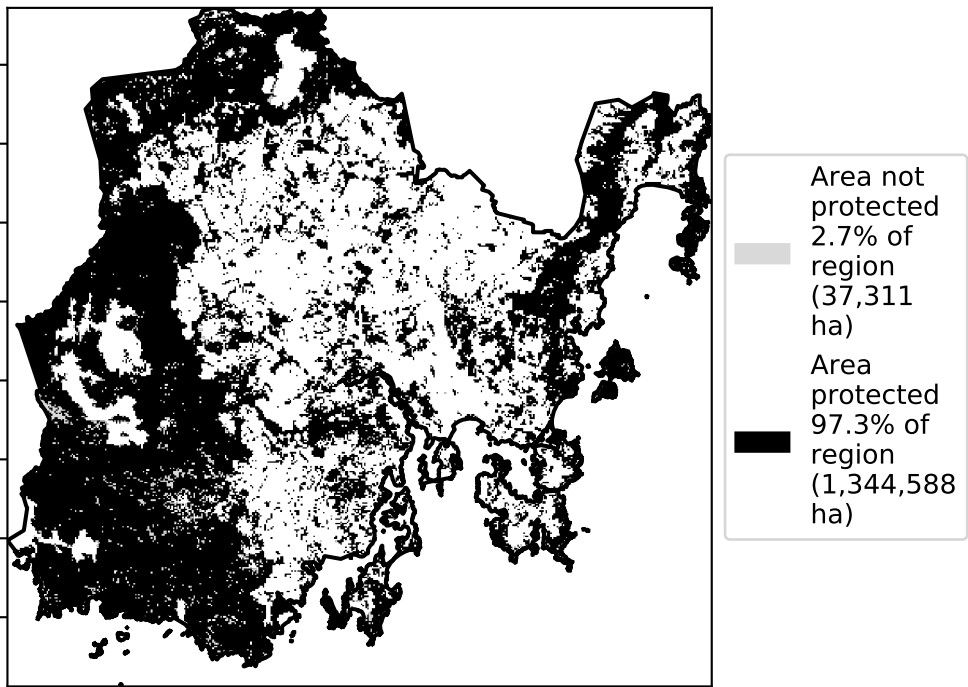 Area not
protected
2.7% of
region
(37,311
ha)
Area
protected
97.3% of
region
(1,344,588
ha)